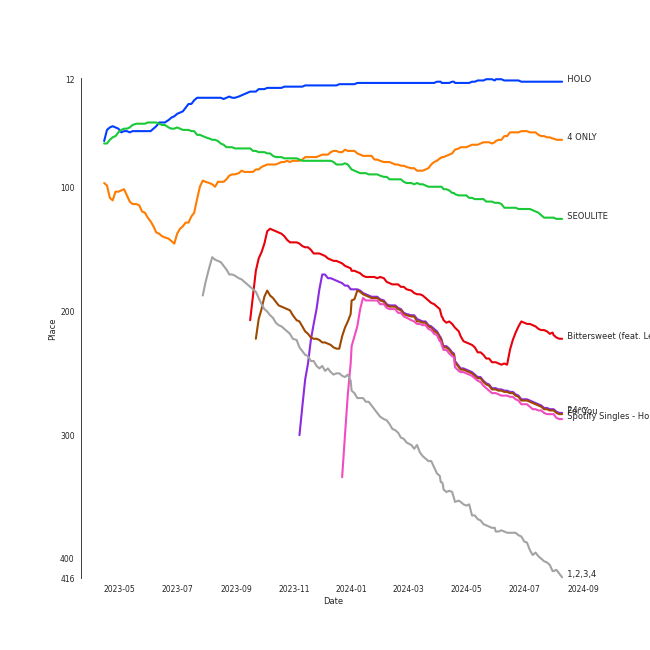 12
HOLO
4 ONLY
100
SEOULITE
200
Place
Bittersweet (feat. Le
You
Spotify Singles - Ho
300
400
1,2,3,4
416
2023-05 2023-07 2023-09 2023-11 2024-01 2024-03 2024-05 2024-07 2024-09
Date